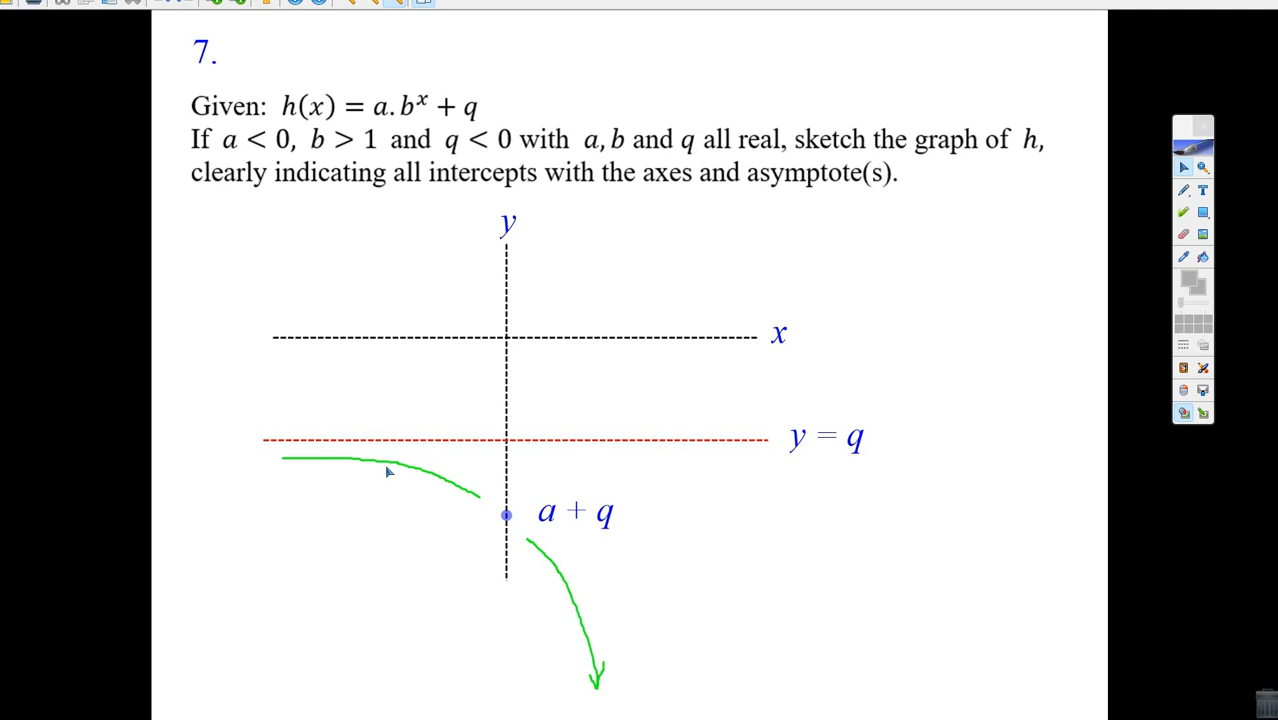 7.
Given: h(x) = a. bˣ + q
If a < 0, b > 1 and q < 0 with a, b and q all real, sketch the graph of h,
clearly indicating all intercepts with the axes and asymptote(s).
y
x
y = q
a + q
T